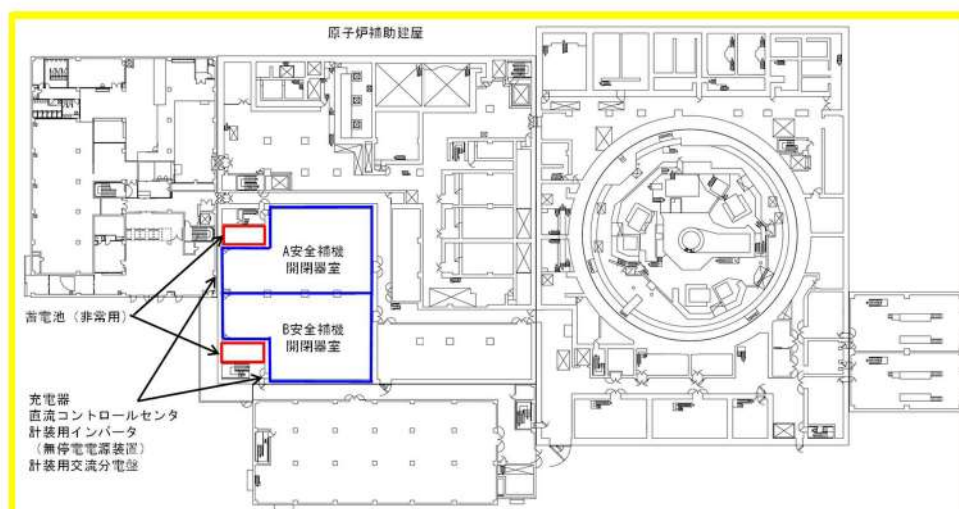 原子炉補助建屋
A安全補機
開閉器室
蓄電池（非常用）
B安全補機
開閉器室
充電器
直流コントロールセンタ
計装用インバータ
（無停電電源装置）
計装用交流分電盤